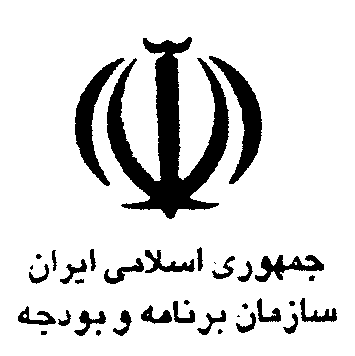 جمهوری اسلامی ایران
سازمان برنامه و بودجه